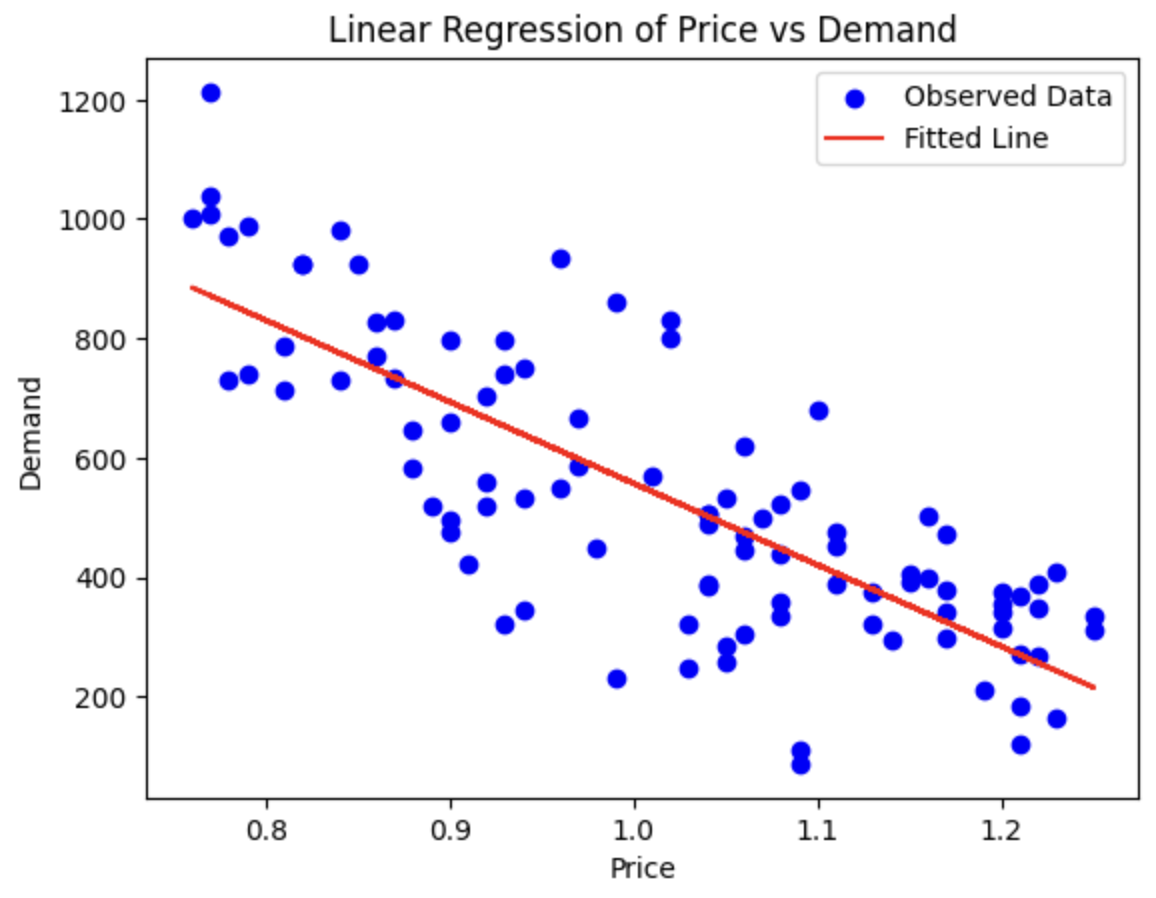 Linear Regression of Price vs Demand
Observed Data
Fitted Line
1200
1000
800
600
400
200
Demand
0.8 0.9 1.0 1.1 1.2
Price